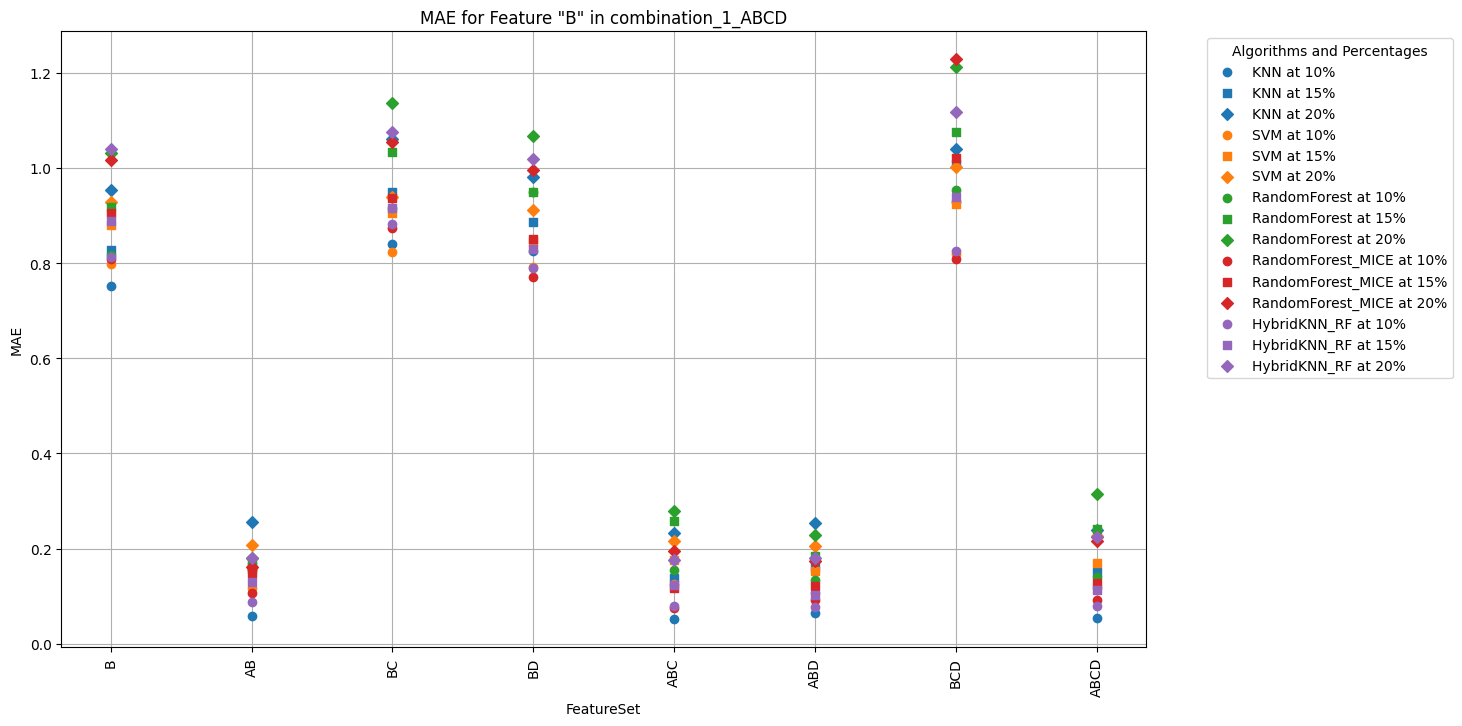 MAE for Feature "B" in combination_1_ABCD
MAE
1.2
1.0
0.8
0.6
0.4
0.2
0.0
B
AB
BC
BD
ABC
ABD
BCD
ABCD
FeatureSet
Algorithms and Percentages
KNN at 10%
KNN at 15%
KNN at 20%
SVM at 10%
SVM at 15%
SVM at 20%
RandomForest at 10%
RandomForest at 15%
RandomForest at 20%
RandomForest_MICE at 10%
RandomForest_MICE at 15%
RandomForest_MICE at 20%
HybridKNN_RF at 10%
HybridKNN_RF at 15%
HybridKNN_RF at 20%